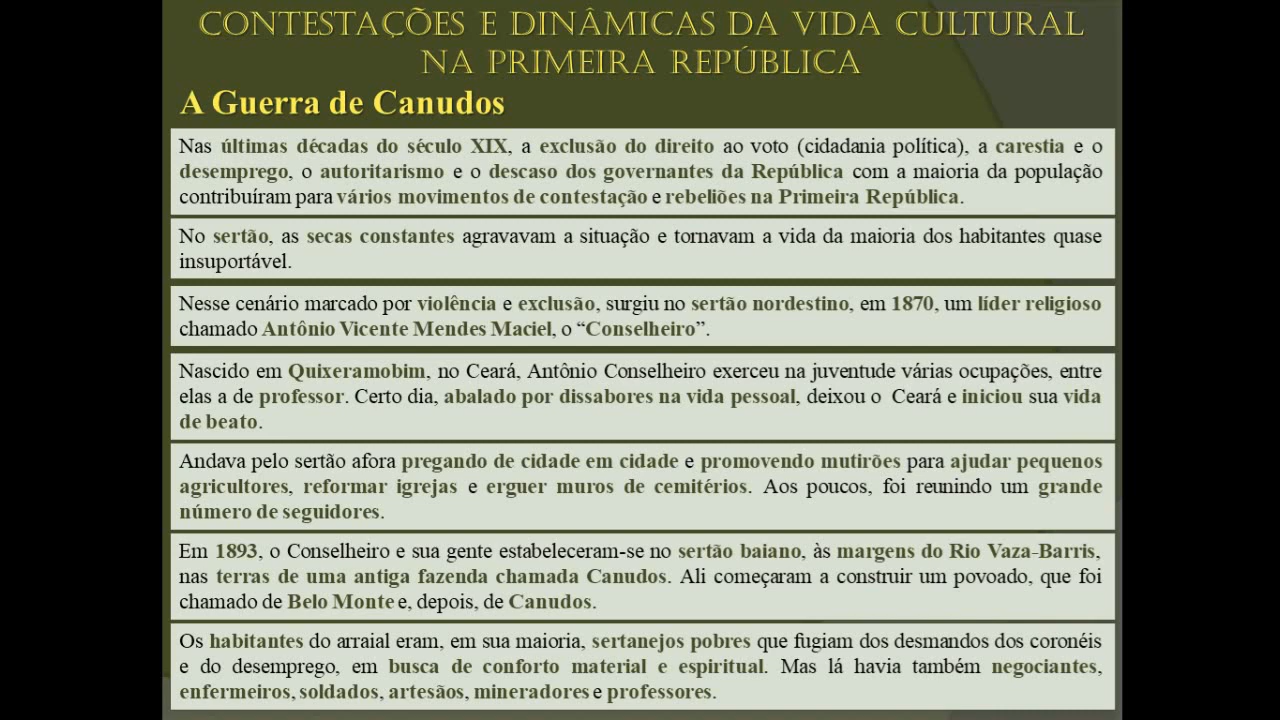 CONTESTAÇÕES E DINÂMICAS DA VIDA CULTURAL
NA PRIMEIRA REPÚBLICA
A Guerra de Canudos
Nas últimas décadas do século XIX, a exclusão do direito ao voto (cidadania política), a carestia e o
desemprego, o autoritarismo e o descaso dos governantes da República com a maioria da população
contribuíram para vários movimentos de contestação e rebeliões na Primeira República.
No sertão, as secas constantes agravavam a situação e tornavam a vida da maioria dos habitantes quase
insuportável.
Nesse cenário marcado por violência e exclusão, surgiu no sertão nordestino, em 1870, um líder religioso
chamado Antônio Vicente Mendes Maciel, o “Conselheiro”.
Nascido em Quixeramobim, no Ceará, Antônio Conselheiro exerceu na juventude várias ocupações, entre
elas a de professor. Certo dia, abalado por dissabores na vida pessoal, deixou o Ceará e iniciou sua vida
de beato.
Andava pelo sertão afora pregando de cidade em cidade e promovendo mutirões para ajudar pequenos
agricultores, reformar igrejas e erguer muros de cemitérios. Aos poucos, foi reunindo um grande
número de seguidores.
Em 1893, o Conselheiro e sua gente estabeleceram-se no sertão baiano, às margens do Rio Vaza-Barris,
nas terras de uma antiga fazenda chamada Canudos. Ali começaram a construir um povoado, que foi
chamado de Belo Monte e, depois, de Canudos.
Os habitantes do arraial eram, em sua maioria, sertanejos pobres que fugiam dos desmandos dos coronéis
e do desemprego, em busca de conforto material e espiritual. Mas lá havia também negociantes,
enfermeiros, soldados, artesãos, mineradores e professores.